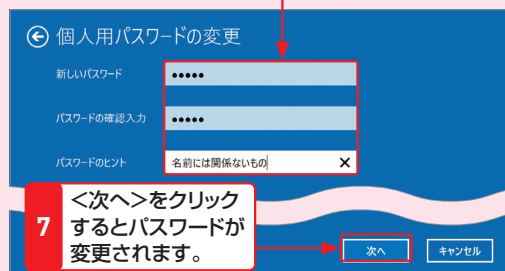 個人用パスワードの変更
新しいパスワード
•••••
パスワードの確認入力
•••••
パスワードのヒント 名前には関係ないもの ×
7 <次へ>をクリック
するとパスワードが
変更されます。
次へ キャンセル